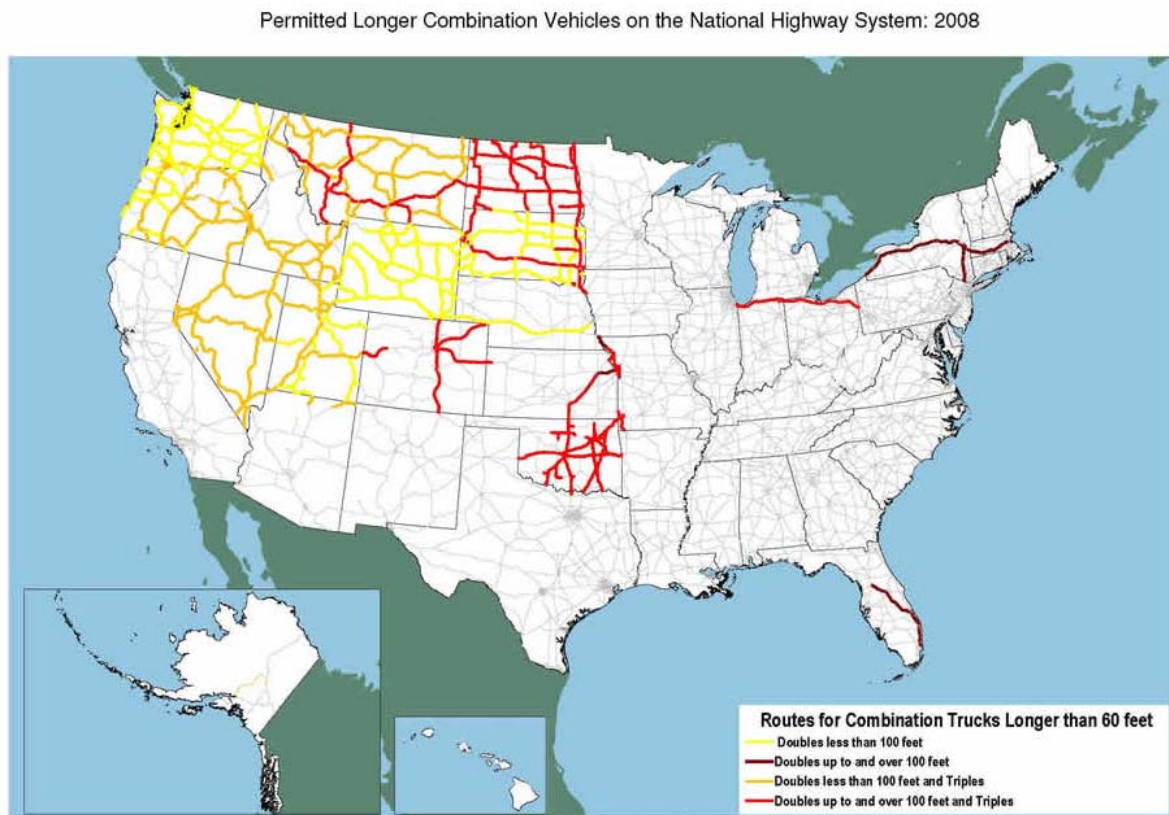 Permitted Longer Combination Vehicles on the National Highway System: 2008
Routes for Combination Trucks Longer than 60 feet
Doubles less than 100 feet
Doubles up to and over 100 feet
Doubles less than 100 feet and Triples
Doubles up to and over 100 feet and Triples